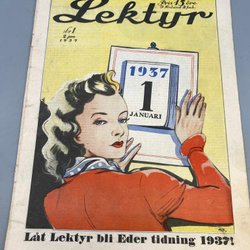 Lektyr
Pris 15 öre
1937
1
JANUARI
Låt Lektyr bli Eder tidning 1937!